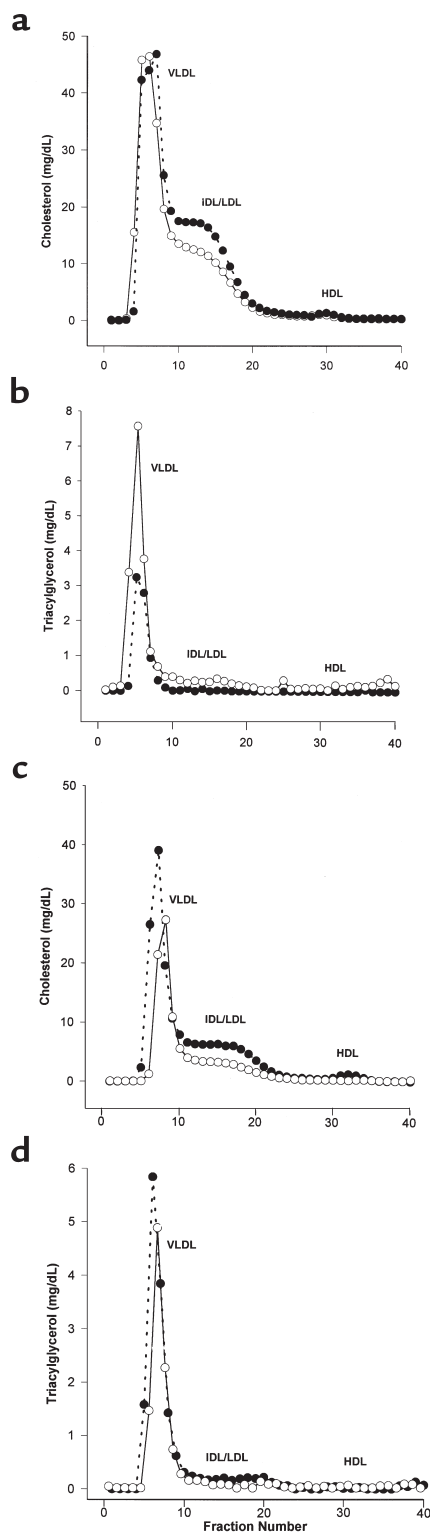 a
50
40
30
20
10
0
Cholesterol (mg/dL)
VLDL
iDL/LDL
HDL
0 10 20 30 40
b
8
7
6
5
4
3
2
1
0
Triacylglycerol (mg/dL)
VLDL
IDL/LDL
HDL
0 10 20 30 40
c
50
40
30
20
10
0
Cholesterol (mg/dL)
VLDL
IDL/LDL
HDL
0 10 20 30 40
d
6
5
4
3
2
1
0
Triacylglycerol (mg/dL)
VLDL
IDL/LDL
HDL
0 10 20 30 40
Fraction Number